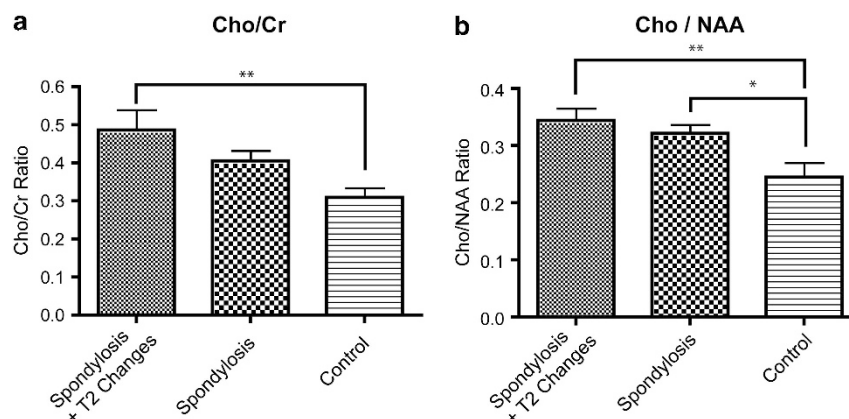 a
Cho/Cr
Cho/Cr Ratio
0.6
0.5
0.4
0.3
0.2
0.1
0.0
**
Spondylosis
+ T2 Changes
Spondylosis
Control
b
Cho / NAA
Cho/NAA Ratio
0.4
0.3
0.2
0.1
0.0
**
*
Spondylosis
+ T2 Changes
Spondylosis
Control